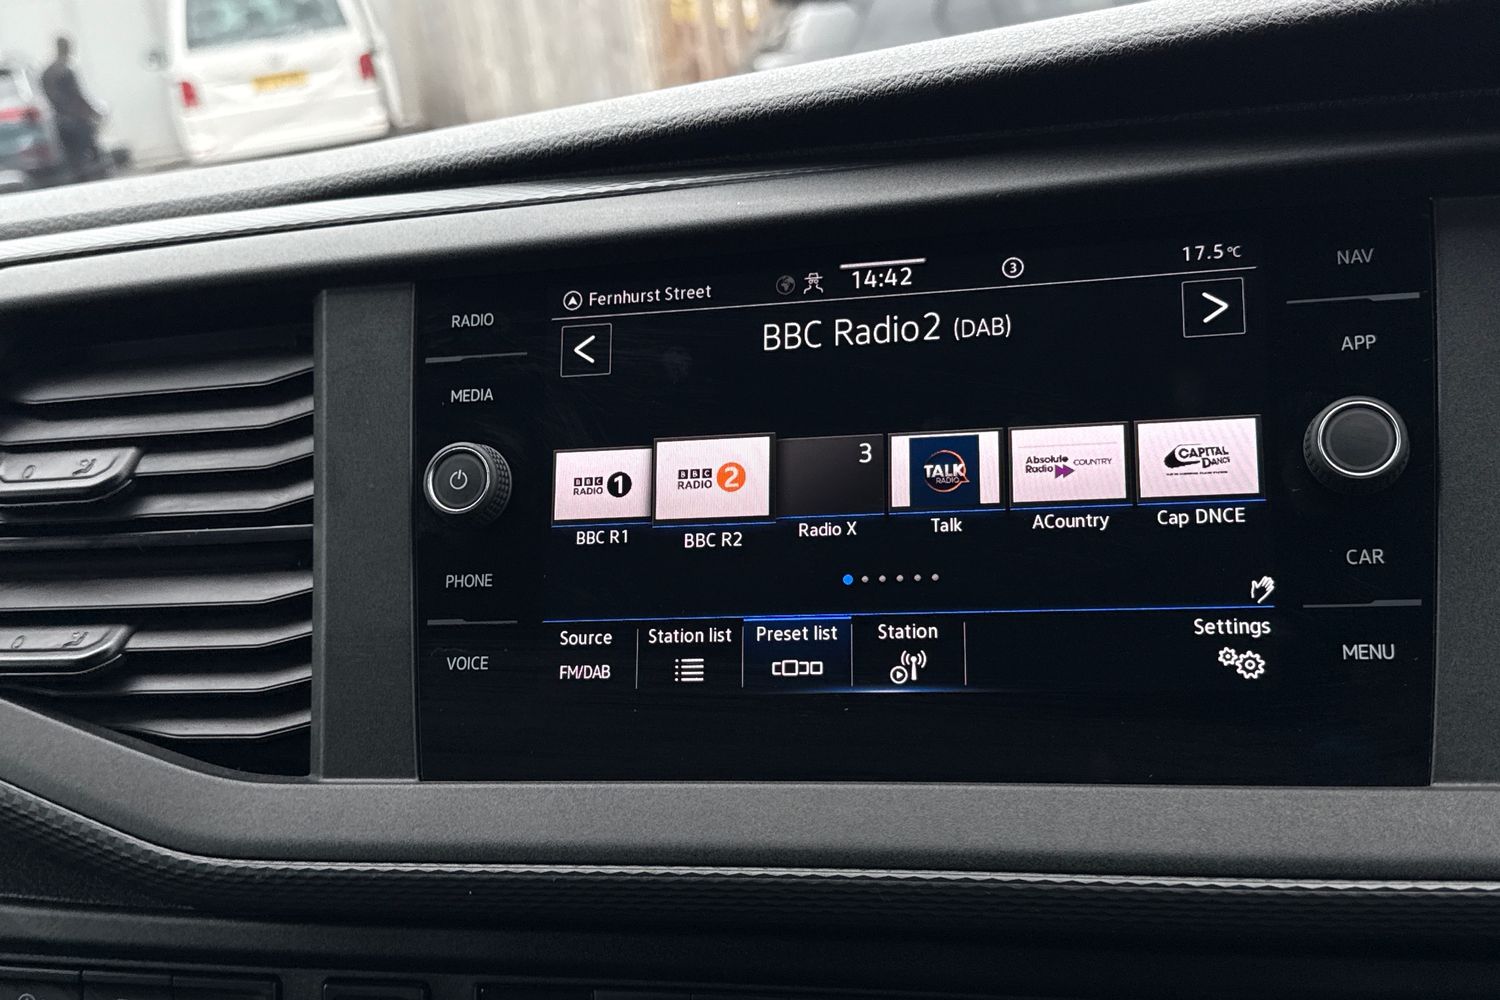 Fernhurst Street
14:42
3
17.5°C
RADIO
MEDIA
PHONE
VOICE
BBC Radio2 (DAB)
<
>
BBC
RADIO 1
BBC
RADIO 2
3
TALK
RADIO
Absolute
Radio COUNTRY
CAPITAL
DANCE
BBC R1
BBC R2
Radio X
Talk
ACountry
Cap DNCE
Source
FM/DAB
Station list
Preset list
Station
Settings
NAV
APP
CAR
MENU